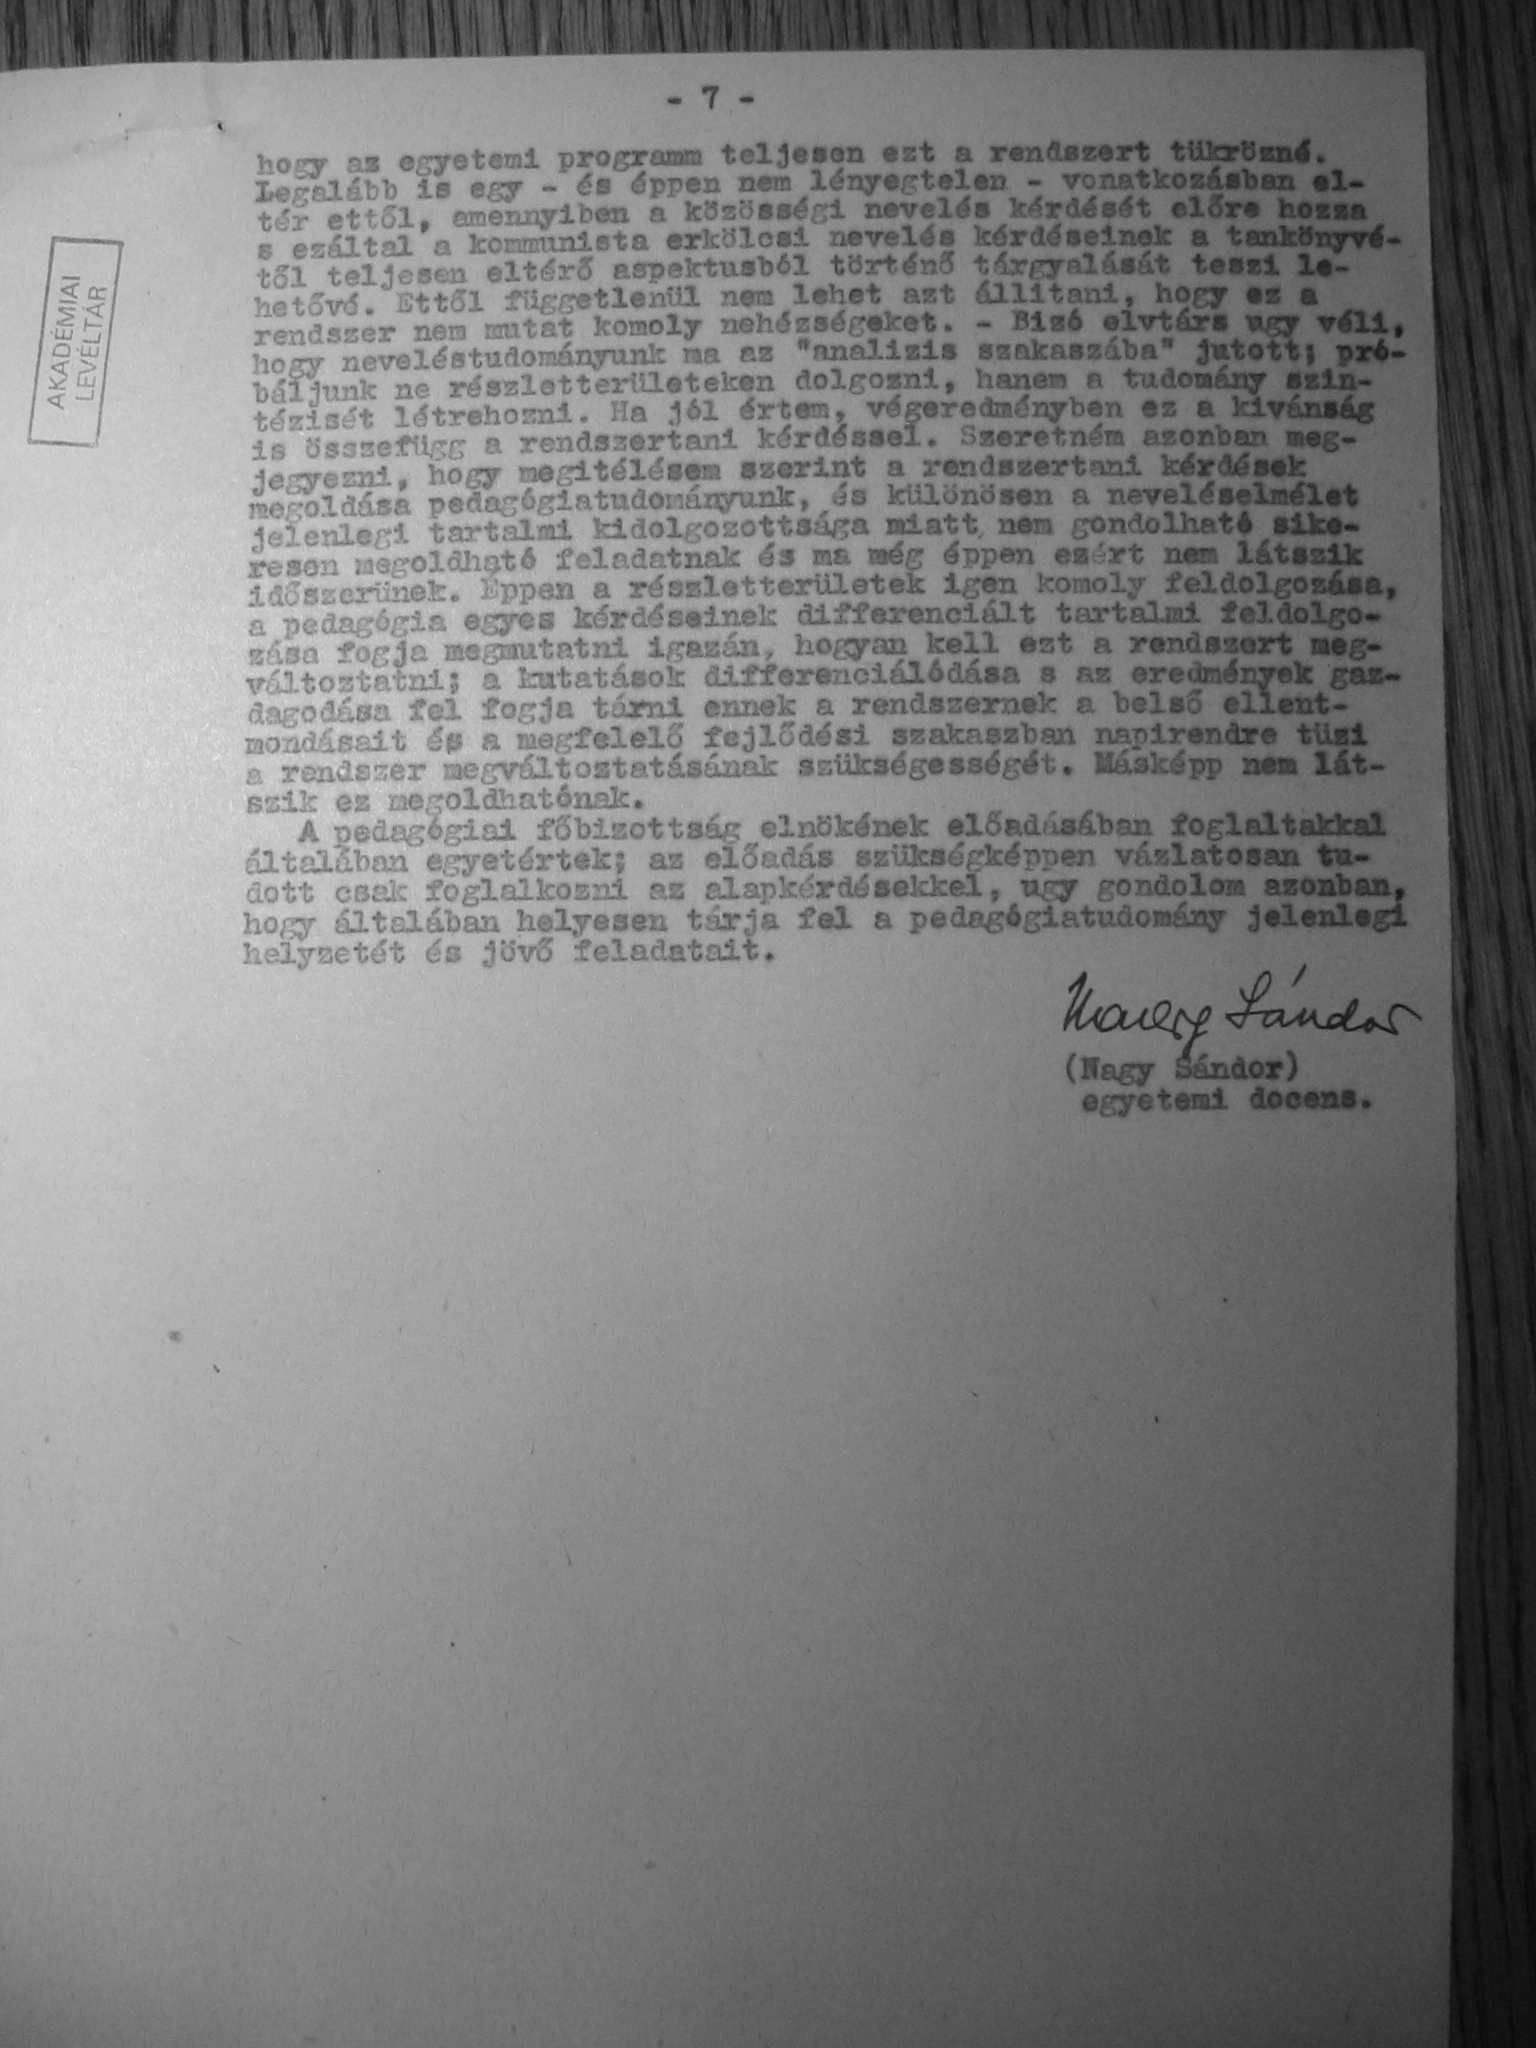 - 7 -
hogy az egyetemi programm teljesen ezt a rendszert tükrözné.
Legalább is egy - és éppen nem lényegtelen - vonatkozásban el-
tér ettől, amennyiben a közösségi nevelés kérdését előre hozza
s ezáltal a kommunista erkölcsi nevelés kérdéseinek a tankönyvé-
től teljesen eltérő aspektusból történő tárgyalását teszi le-
hetővé. Ettől függetlenül nem lehet azt állitani, hogy ez a
rendszer nem mutat komoly nehézségeket. - Bizó elvtárs ugy véli,
hogy neveléstudományunk ma az "analizis szakaszába" jutott; pró-
báljunk ne részletterületeken dolgozni, hanem a tudomány szin-
tézisét létrehozni. Ha jól értem, végeredményben ez a kivánság
is összefügg a rendszertani kérdéssel. Szeretném azonban meg-
jegyezni, hogy megitélésem szerint a rendszertani kérdések
megoldása pedagógiatudományunk, és különösen a neveléselmélet
jelenlegi tartalmi kidolgozottsága miatt nem gondolható sike-
resen megoldható feladatnak és ma még éppen ezért nem látszik
időszerünek. Éppen a részletterületek igen komoly feldolgozása,
a pedagógia egyes kérdéseinek differenciált tartalmi feldolgo-
zása fogja megmutatni igazán, hogyan kell ezt a rendszert meg-
változtatni; a kutatások differenciálódása s az eredmények gaz-
dagodása fel fogja tárni ennek a rendszernek a belső ellent-
mondásait és a megfelelő fejlődési szakaszban napirendre tüzi
a rendszer megváltoztatásának szükségességét. Másképp nem lát-
szik ez megoldhatónak.
A pedagógiai főbizottság elnökének előadásában foglaltakkal
általában egyetértek; az előadás szükségképpen vázlatosan tu-
dott csak foglalkozni az alapkérdésekkel, ugy gondolom azonban,
hogy általában helyesen tárja fel a pedagógiatudomány jelenlegi
helyzetét és jövő feladatait.
Nagy Sándor
(Nagy Sándor)
egyetemi docens.
AKADÉMIAI
LEVÉLTÁR